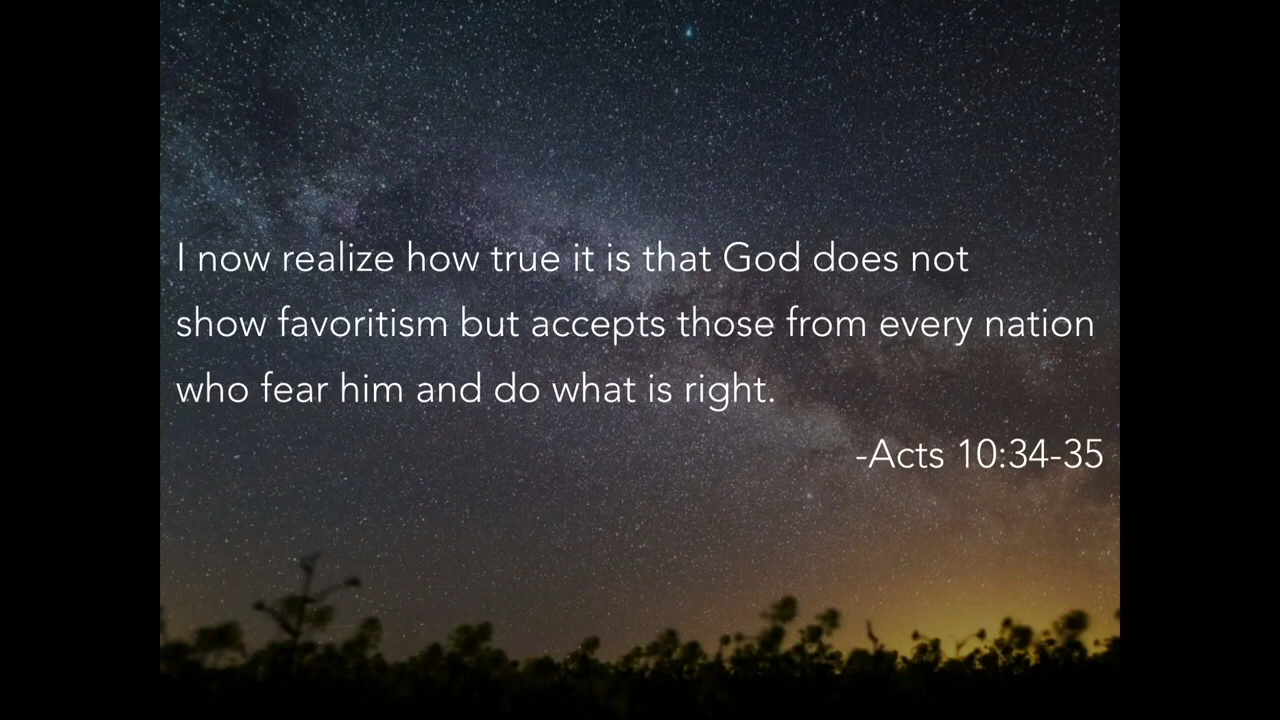 I now realize how true it is that God does not
show favoritism but accepts those from every nation
who fear him and do what is right.
-Acts 10:34-35